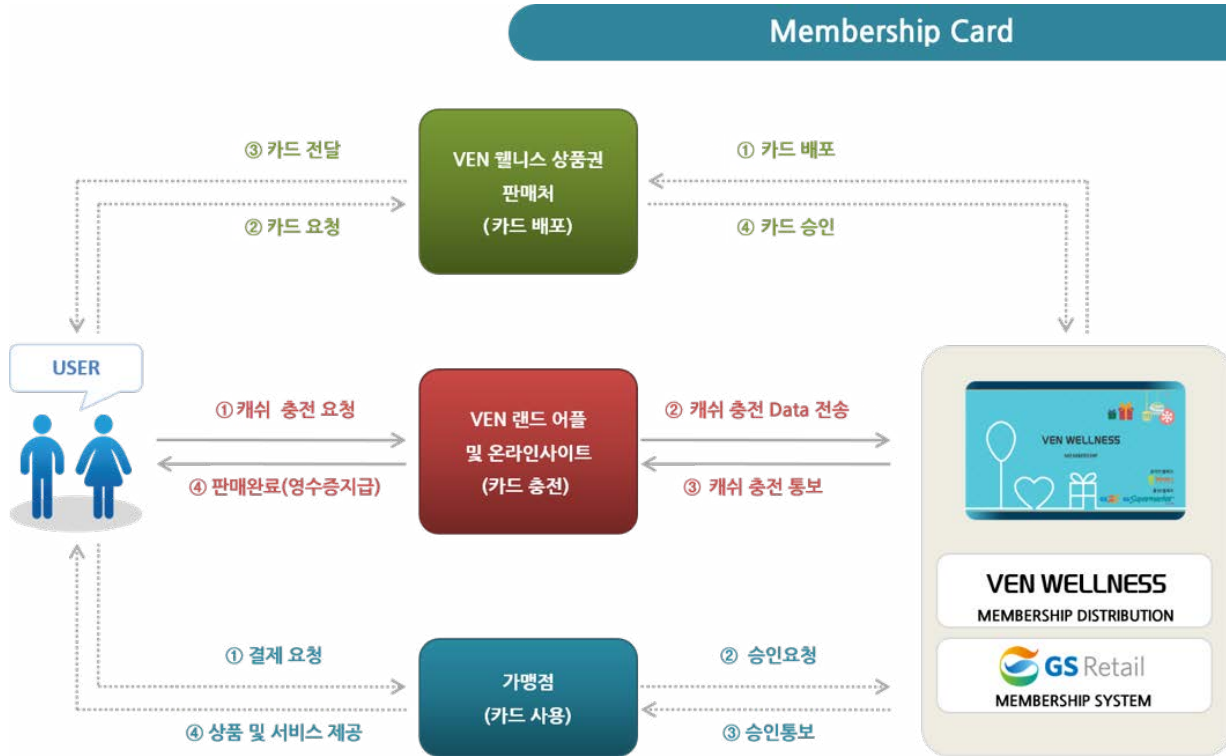 Membership Card
③ 카드 전달
VEN 웰니스 상품권
판매처
(카드 배포)
① 카드 배포
② 카드 요청
④ 카드 승인
USER
① 캐쉬 충전 요청
VEN 랜드 어플
및 온라인사이트
(카드 충전)
② 캐쉬 충전 Data 전송
④ 판매완료(영수증지급)
③ 캐쉬 충전 통보
VEN WELLNESS
MEMBERSHIP
VEN WELLNESS
MEMBERSHIP DISTRIBUTION
① 결제 요청
가맹점
(카드 사용)
② 승인요청
④ 상품 및 서비스 제공
③ 승인통보
GS Retail
MEMBERSHIP SYSTEM